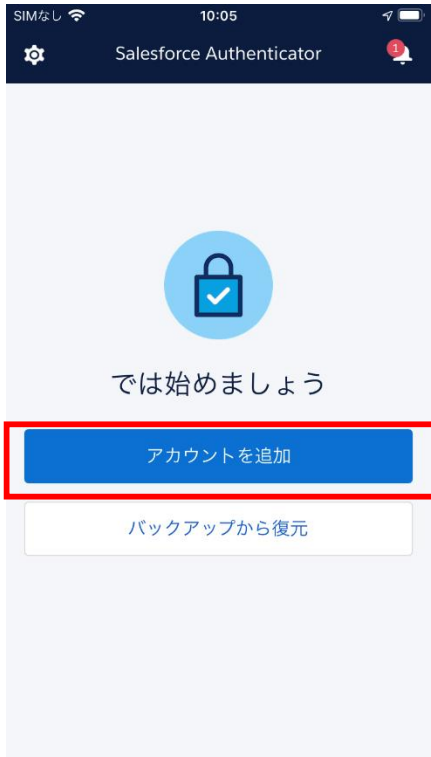 SIMなし 10:05
Salesforce Authenticator 1
では始めましょう
アカウントを追加
バックアップから復元